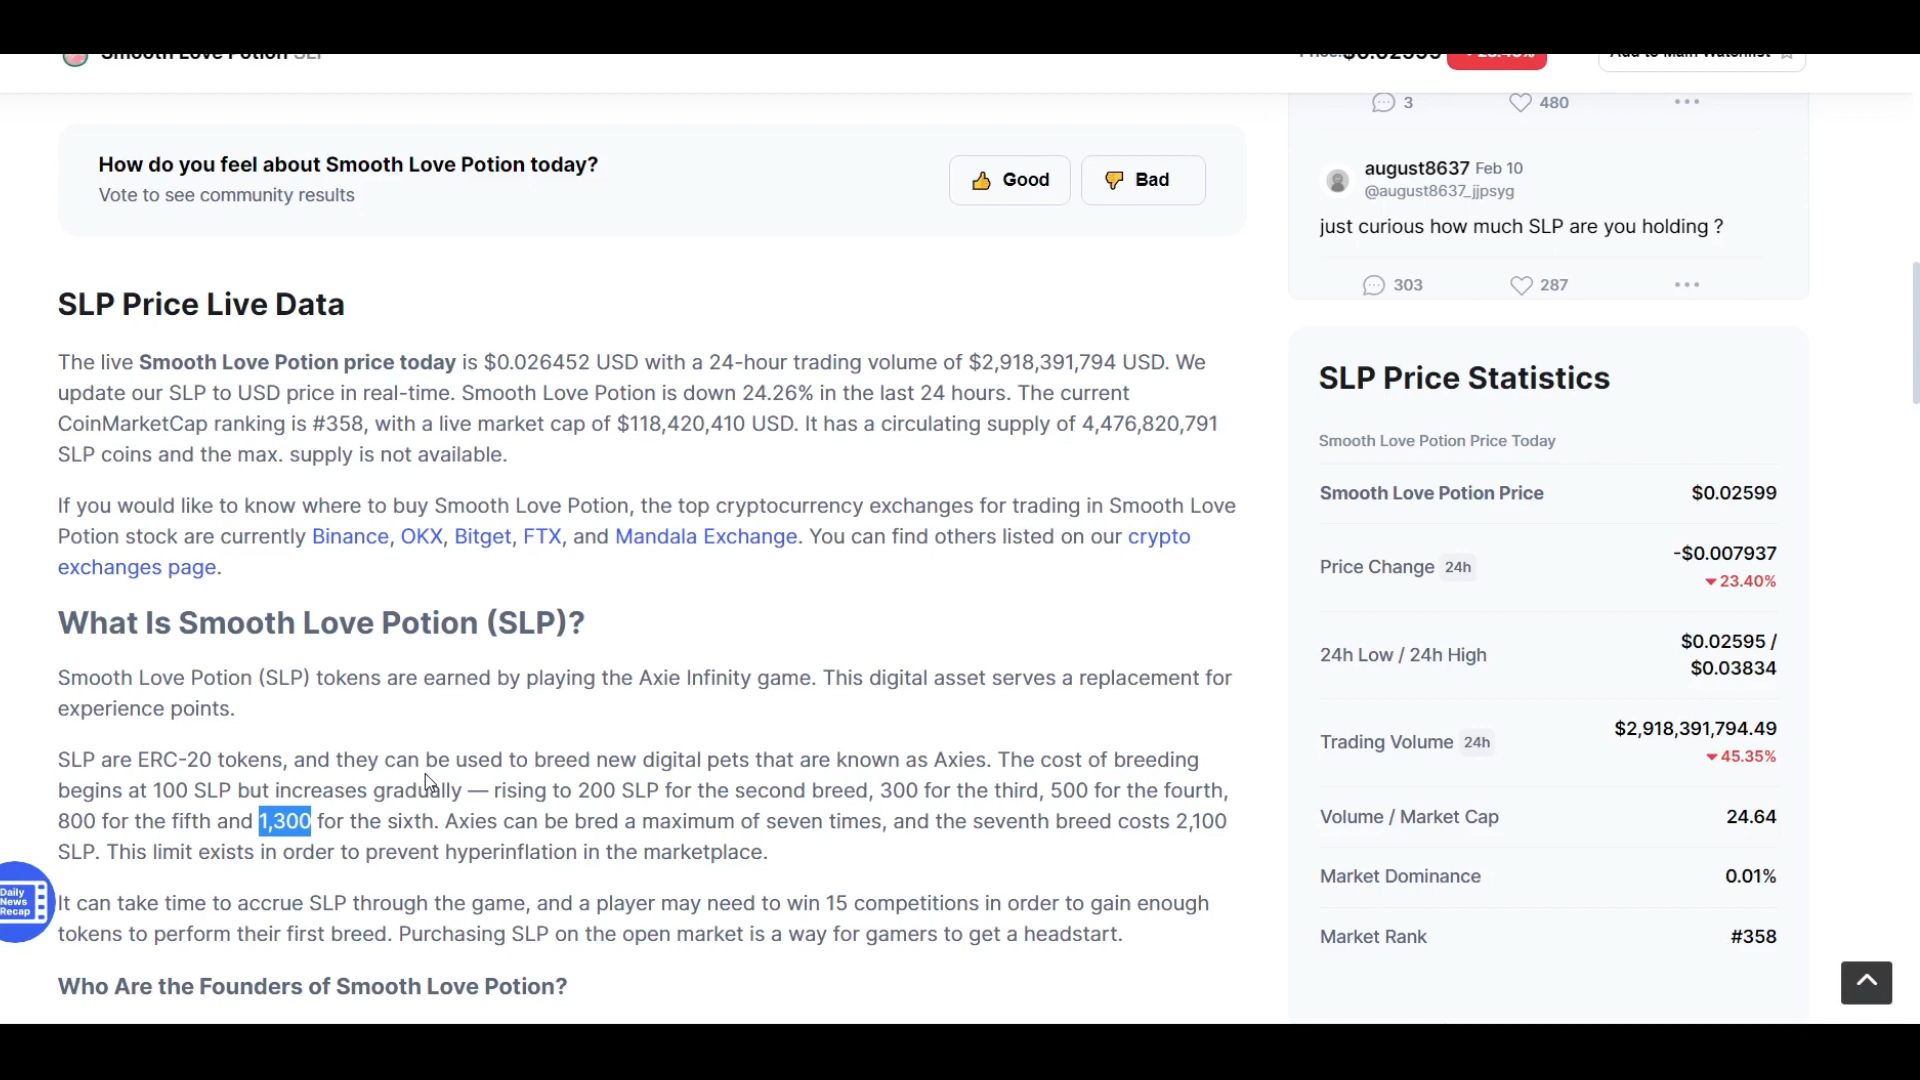 Smooth Love Potion SLP
Price: $0.02599
23.40%
Add to Main Watchlist
How do you feel about Smooth Love Potion today?
Vote to see community results
Good
Bad
3
480
august8637 Feb 10
@august8637_jjpsyg
just curious how much SLP are you holding ?
303
287
SLP Price Live Data
The live Smooth Love Potion price today is $0.026452 USD with a 24-hour trading volume of $2,918,391,794 USD. We
update our SLP to USD price in real-time. Smooth Love Potion is down 24.26% in the last 24 hours. The current
CoinMarketCap ranking is #358, with a live market cap of $118,420,410 USD. It has a circulating supply of 4,476,820,791
SLP coins and the max. supply is not available.
If you would like to know where to buy Smooth Love Potion, the top cryptocurrency exchanges for trading in Smooth Love
Potion stock are currently Binance, OKX, Bitget, FTX, and Mandala Exchange. You can find others listed on our crypto
exchanges page.
What Is Smooth Love Potion (SLP)?
Smooth Love Potion (SLP) tokens are earned by playing the Axie Infinity game. This digital asset serves a replacement for
experience points.
SLP are ERC-20 tokens, and they can be used to breed new digital pets that are known as Axies. The cost of breeding
begins at 100 SLP but increases gradually — rising to 200 SLP for the second breed, 300 for the third, 500 for the fourth,
800 for the fifth and 1,300 for the sixth. Axies can be bred a maximum of seven times, and the seventh breed costs 2,100
SLP. This limit exists in order to prevent hyperinflation in the marketplace.
It can take time to accrue SLP through the game, and a player may need to win 15 competitions in order to gain enough
tokens to perform their first breed. Purchasing SLP on the open market is a way for gamers to get a headstart.
Who Are the Founders of Smooth Love Potion?
Daily
News
Recap
SLP Price Statistics
Smooth Love Potion Price Today
Smooth Love Potion Price
$0.02599
Price Change 24h
-$0.007937
23.40%
24h Low / 24h High
$0.02595 /
$0.03834
Trading Volume 24h
$2,918,391,794.49
45.35%
Volume / Market Cap
24.64
Market Dominance
0.01%
Market Rank
#358